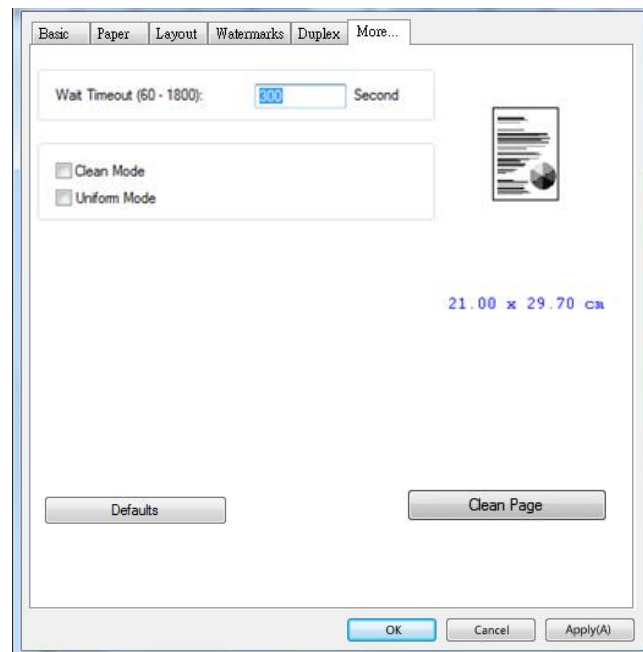 Basic Paper Layout Watermarks Duplex More...
Wait Timeout (60 - 1800): 300 Second
Clean Mode
Uniform Mode
21.00 x 29.70 cm
Defaults Clean Page
OK Cancel Apply(A)